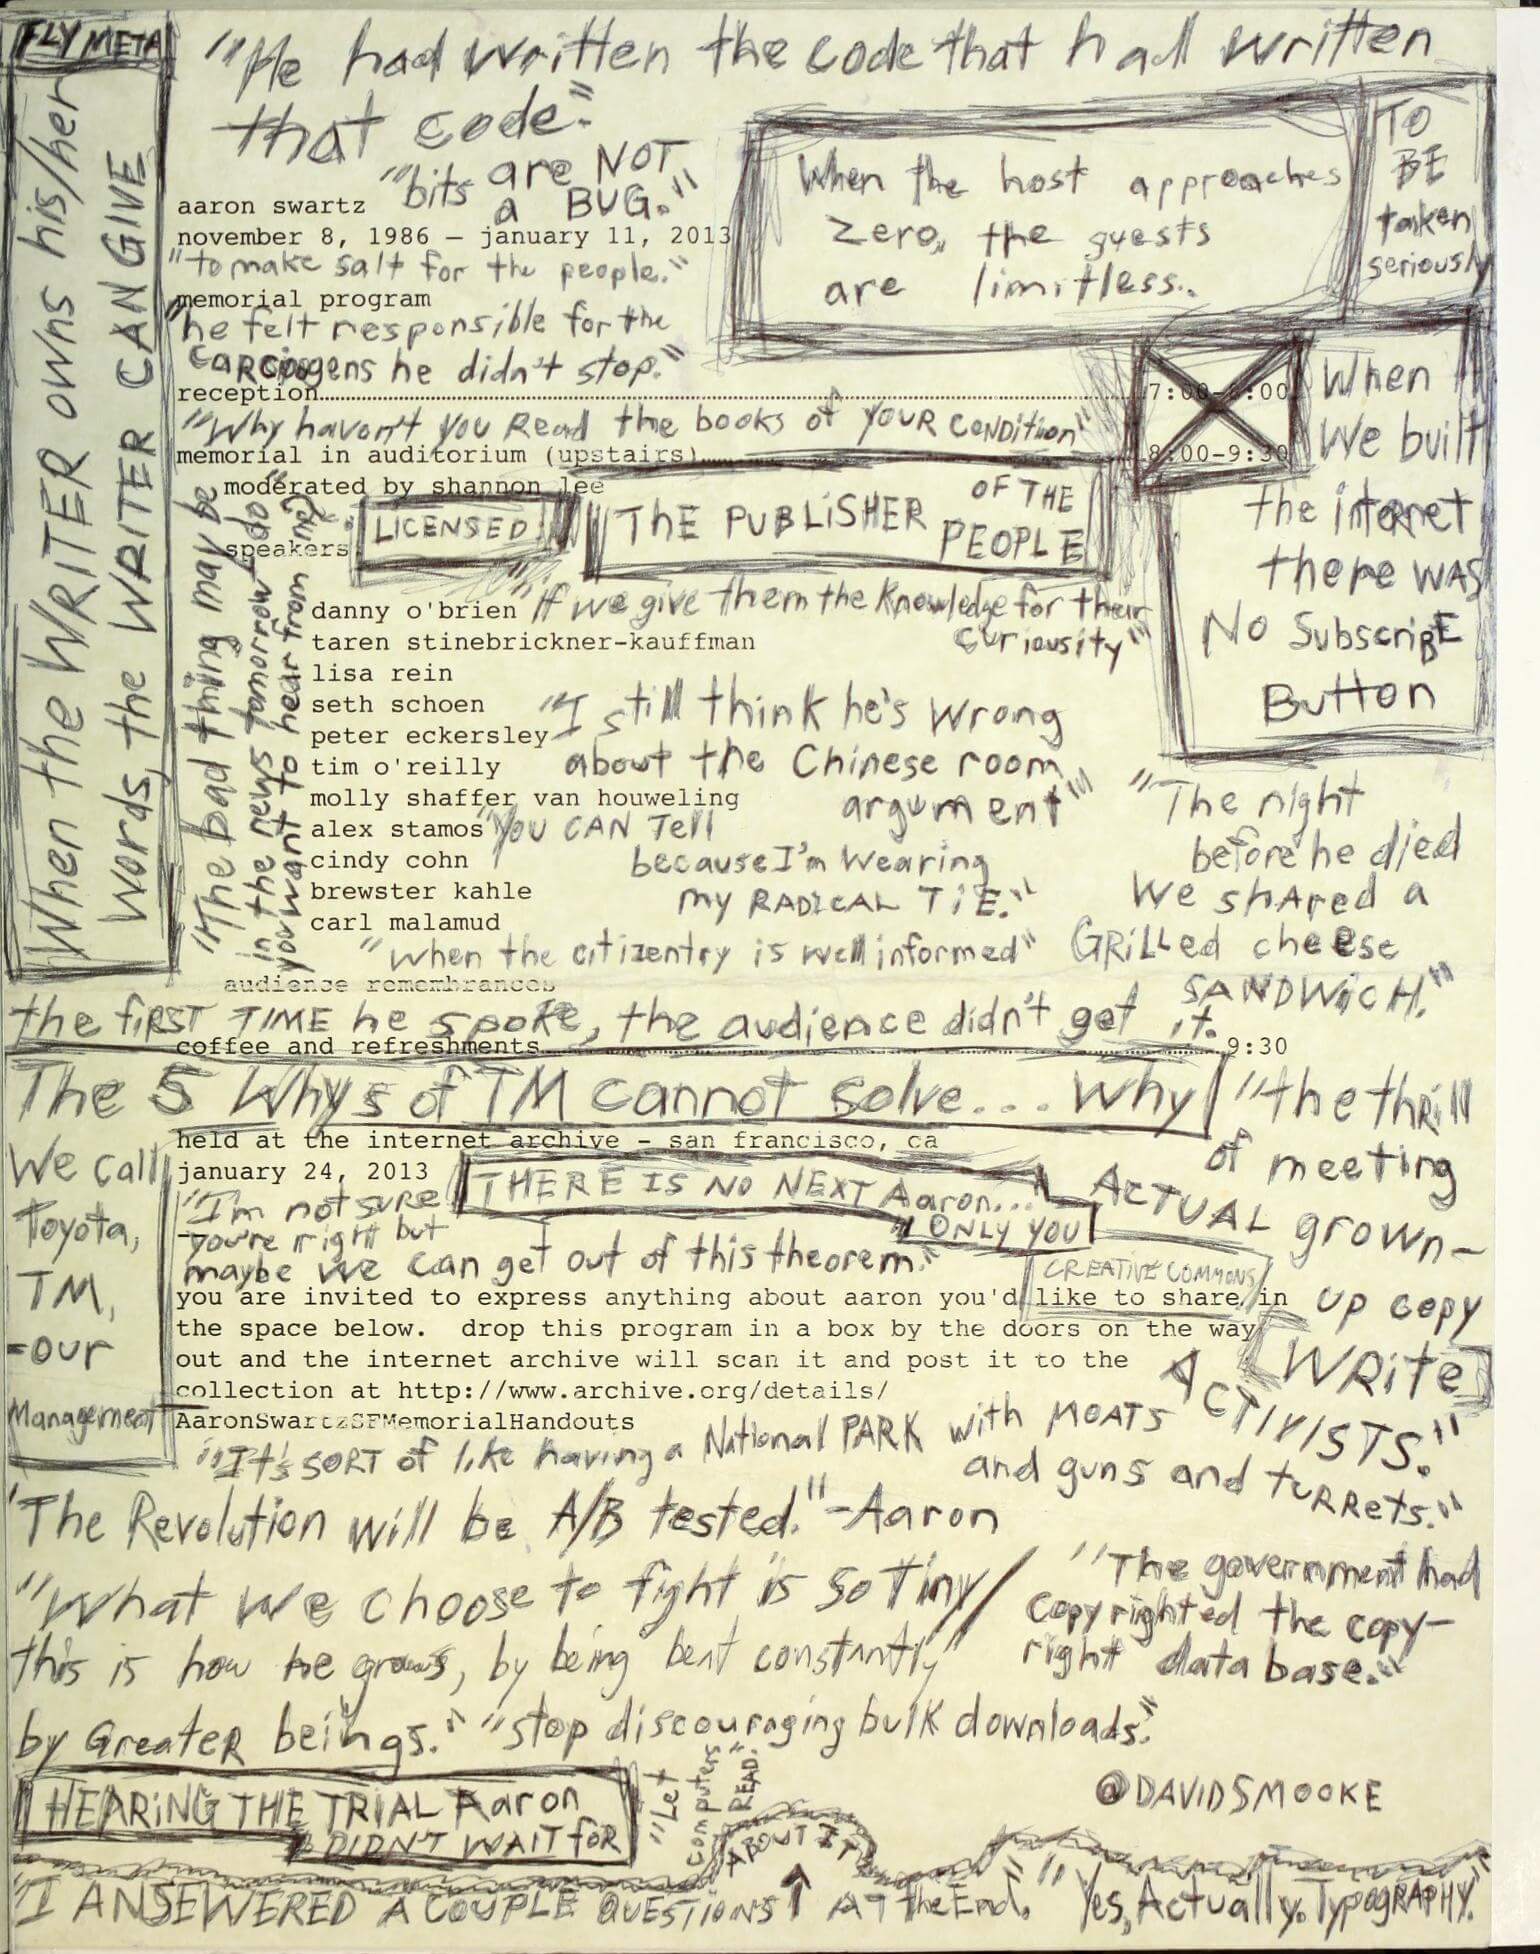 FLY META
"He had written the code that had written
that code."
"bits are NOT
a BUG."
When the host approaches
zero, the guests
are limitless..
TO
BE
taken
seriously
When the WRITER owns his/her
words, the WRITER CAN GIVE
aaron swartz
november 8, 1986 – january 11, 2013
"to make salt for the people."
memorial program
"he felt responsible for the
carcinogens he didn't stop."
reception 7:00-8:00
"Why haven't you Read the books of YOUR CONDition"
memorial in auditorium (upstairs) 8:00-9:30
When
We built
the internet
there WAS
No SubscribE
Button
moderated by shannon lee
LICENSED
THE PUBLiSHER OF THE
PEOPLE
speakers
"The bad thing may be
in the news tomorrow "do
you want to hear from me?"
danny o'brien
"If we give them the Knowledge for their
curiousity"
taren stinebrickner-kauffman
lisa rein
seth schoen
peter eckersley
"I still think he's wrong
about the Chinese room
argument"
tim o'reilly
molly shaffer van houweling
alex stamos
"YOU CAN Tell
because I'm wearing
my RADICAL TiE."
cindy cohn
brewster kahle
carl malamud
"when the citizentry is well informed"
"The night
before he died
We shAred a
GRiLLed cheese
SANDWiCH."
audience remembrances
the fiRST TIME he spoke, the audience didn't get it.
coffee and refreshments 9:30
The 5 Whys of TM cannot solve... Why
We call
Toyota,
TM,
-our
Management
held at the internet archive – san francisco, ca
january 24, 2013
THERE IS NO NEXT Aaron...
ONLY YOU
"I'm not sure
you're right but
maybe we can get out of this theorem."
"the thrill
of meeting
ACTUAL grown-
up copy
WRite
ACTIVISTS."
CREATIVE COMMONS
you are invited to express anything about aaron you'd like to share in
the space below. drop this program in a box by the doors on the way
out and the internet archive will scan it and post it to the
collection at http://www.archive.org/details/
AaronSwartzSFMemorialHandouts
"It's SORT of like having a National PARK with MOATS
and guns and tuRRets."
"The Revolution will be A/B tested." -Aaron
"What we choose to fight is so Tiny/
this is how he grows, by being beat constantly
by GreateR beings."
"The government had
copyrighted the copy-
right database."
"stop discouraging bulk downloads."
HEARiNG THE TRIAL Aaron
DIDN'T WAIT foR
"Let
computers
READ."
@DAVIDSMOOKE
ABOUT IT
"I ANSEWERED A COUPLE QUESTIONS ↑ AT the End."
"Yes, Actually. TypogRAPHY."